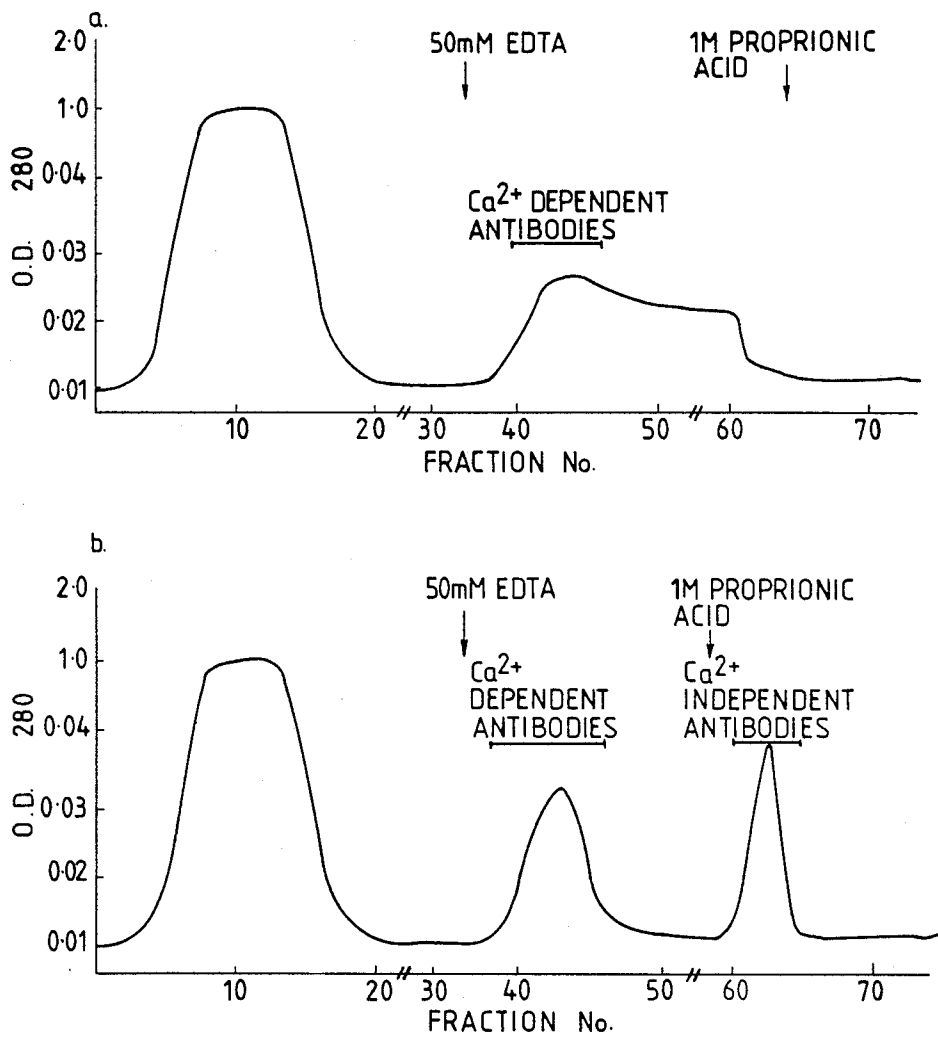 a.
50mM EDTA
1M PROPRIONIC
ACID
2·0
1·0
0·04
0·03
0·02
0·01
O.D. 280
Ca2+ DEPENDENT
ANTIBODIES
10 20 30 40 50 60 70
FRACTION No.
b.
50mM EDTA
1M PROPRIONIC
ACID
2·0
1·0
0·04
0·03
0·02
0·01
O.D. 280
Ca2+
DEPENDENT
ANTIBODIES
Ca2+
INDEPENDENT
ANTIBODIES
10 20 30 40 50 60 70
FRACTION No.